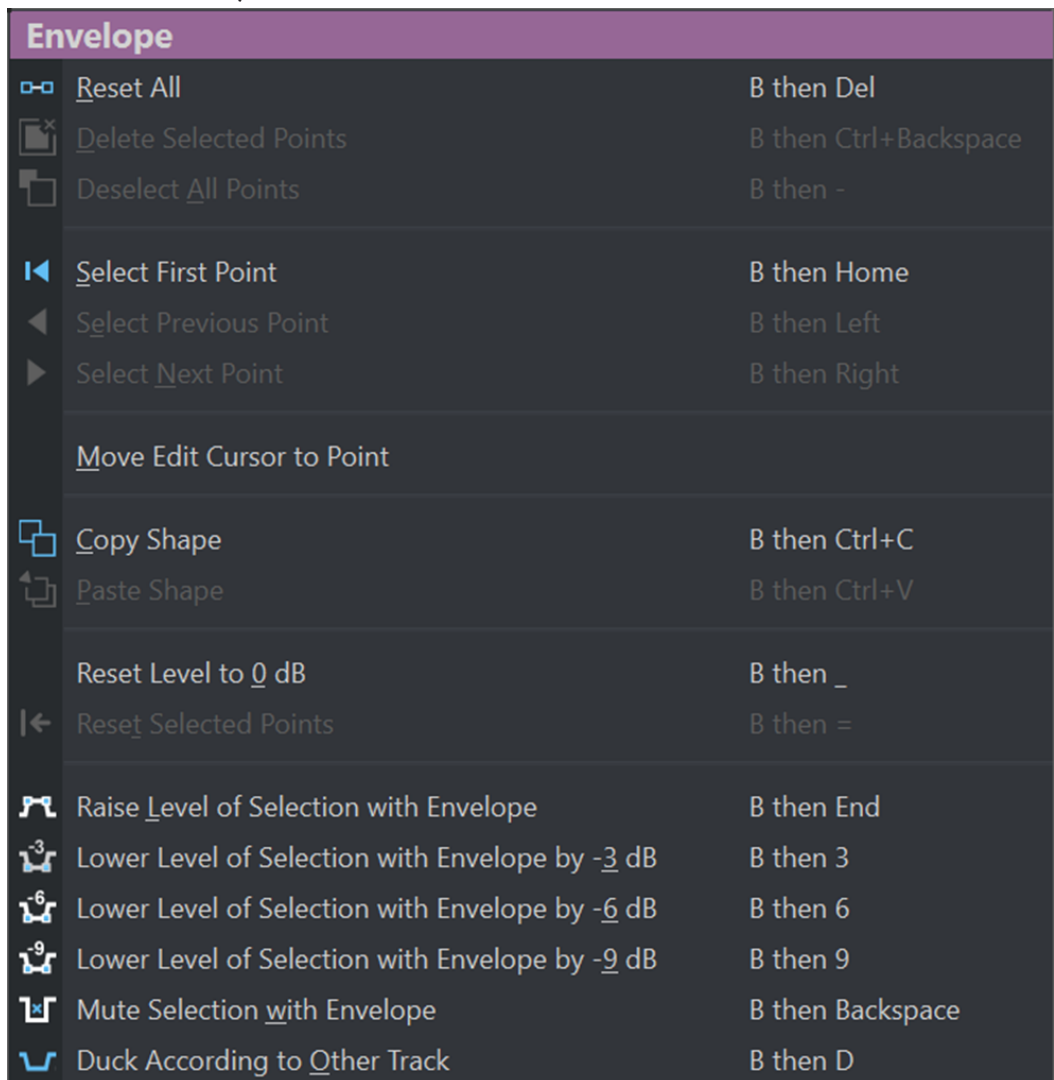 Envelope
Reset All B then Del
Delete Selected Points B then Ctrl+Backspace
Deselect All Points B then -
Select First Point B then Home
Select Previous Point B then Left
Select Next Point B then Right
Move Edit Cursor to Point
Copy Shape B then Ctrl+C
Paste Shape B then Ctrl+V
Reset Level to 0 dB B then _
Reset Selected Points B then =
Raise Level of Selection with Envelope B then End
-3 Lower Level of Selection with Envelope by -3 dB B then 3
-6 Lower Level of Selection with Envelope by -6 dB B then 6
-9 Lower Level of Selection with Envelope by -9 dB B then 9
Mute Selection with Envelope B then Backspace
Duck According to Other Track B then D